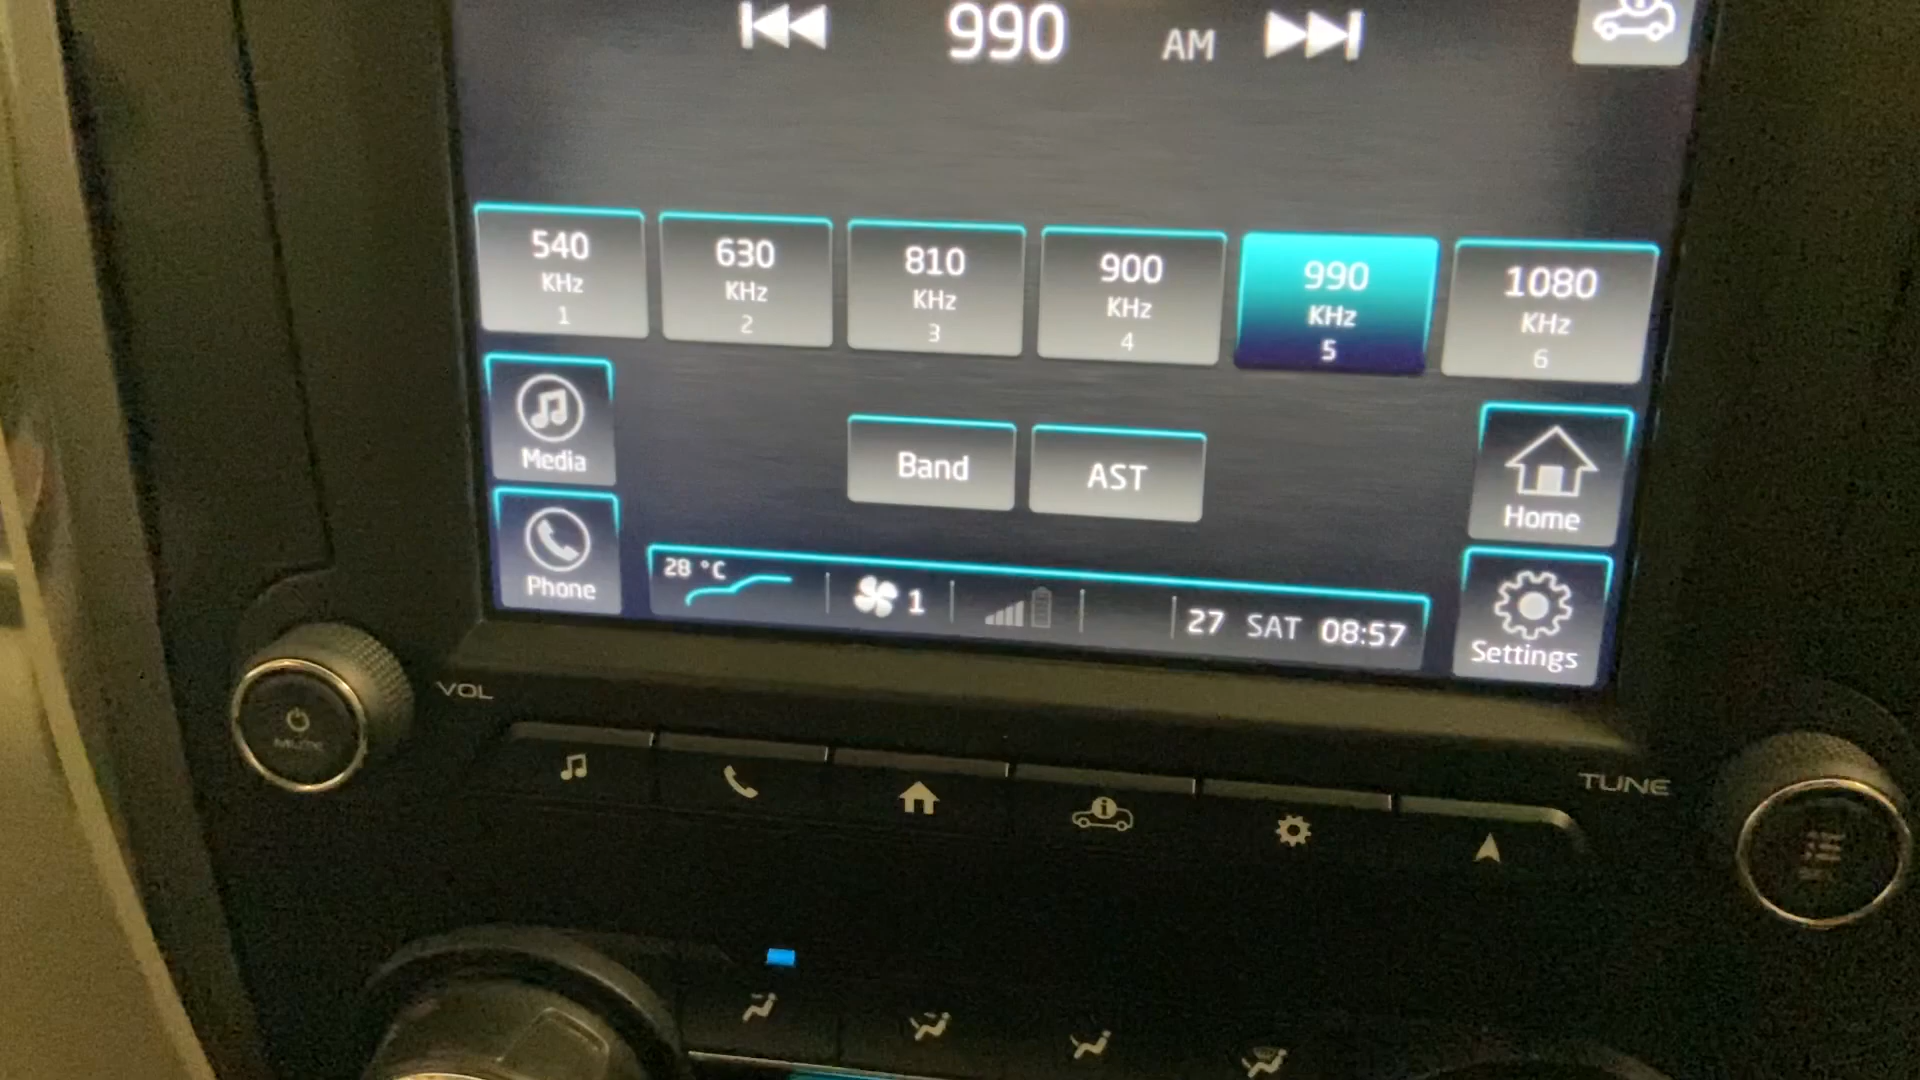 990 AM
540 KHz 1
630 KHz 2
810 KHz 3
900 KHz 4
990 KHz 5
1080 KHz 6
Media
Band
AST
Home
Phone
28 °C
1
27 SAT 08:57
Settings
VOL
MUTE
TUNE